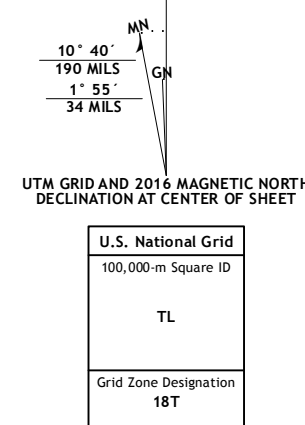 MN
10° 40´
190 MILS
GN
1° 55´
34 MILS
UTM GRID AND 2016 MAGNETIC NORTH
DECLINATION AT CENTER OF SHEET
U.S. National Grid
100,000-m Square ID
TL
Grid Zone Designation
18T